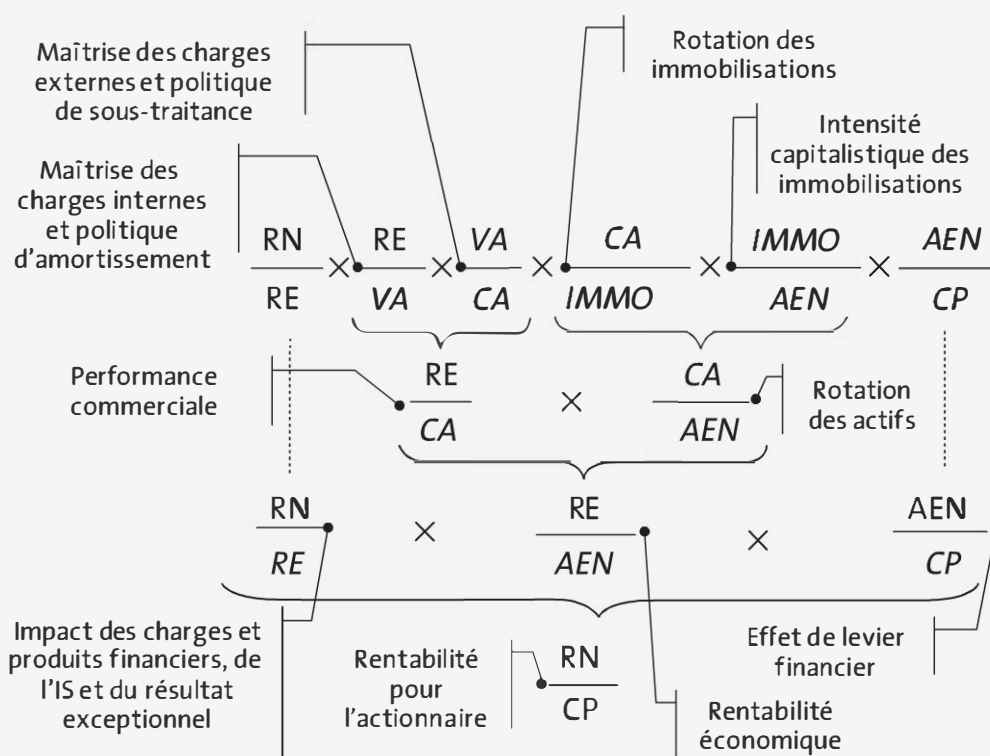 Maîtrise des charges
externes et politique
de sous-traitance
Rotation des
immobilisations
Maîtrise des
charges internes
et politique
d'amortissement
Intensité
capitalistique des
immobilisations
RN × RE × VA × CA × IMMO × AEN
RE VA CA IMMO AEN CP
Performance
commerciale
RE × CA
CA AEN
Rotation
des actifs
RN × RE × AEN
RE AEN CP
Impact des charges et
produits financiers, de
l'IS et du résultat
exceptionnel
Rentabilité
pour
l'actionnaire
RN
CP
Rentabilité
économique
Effet de levier
financier